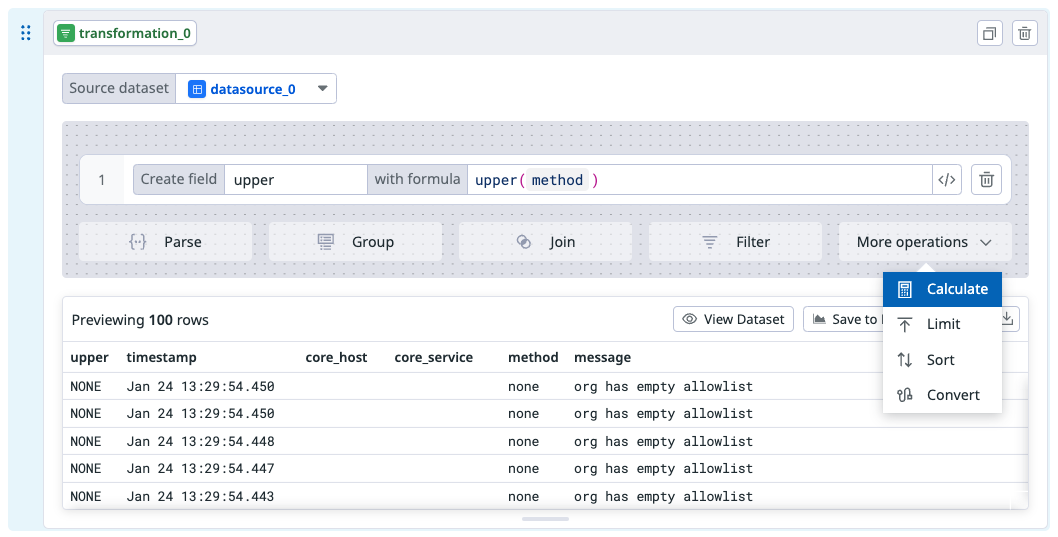 transformation_0
Source dataset datasource_0
1 Create field upper with formula upper( method ) </>
Parse Group Join Filter More operations
Calculate
Limit
Sort
Convert
Previewing 100 rows View Dataset Save to
upper timestamp core_host core_service method message
NONE Jan 24 13:29:54.450 none org has empty allowlist
NONE Jan 24 13:29:54.450 none org has empty allowlist
NONE Jan 24 13:29:54.448 none org has empty allowlist
NONE Jan 24 13:29:54.447 none org has empty allowlist
NONE Jan 24 13:29:54.443 none org has empty allowlist